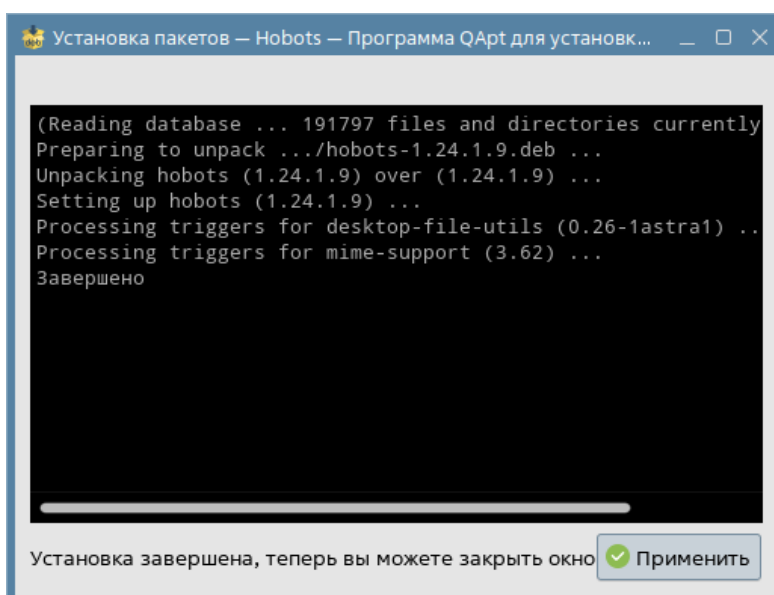 Установка пакетов — Hobots — Программа QApt для установк...
(Reading database ... 191797 files and directories currently
Preparing to unpack .../hobots-1.24.1.9.deb ...
Unpacking hobots (1.24.1.9) over (1.24.1.9) ...
Setting up hobots (1.24.1.9) ...
Processing triggers for desktop-file-utils (0.26-1astra1) ..
Processing triggers for mime-support (3.62) ...
Завершено
Установка завершена, теперь вы можете закрыть окно Применить